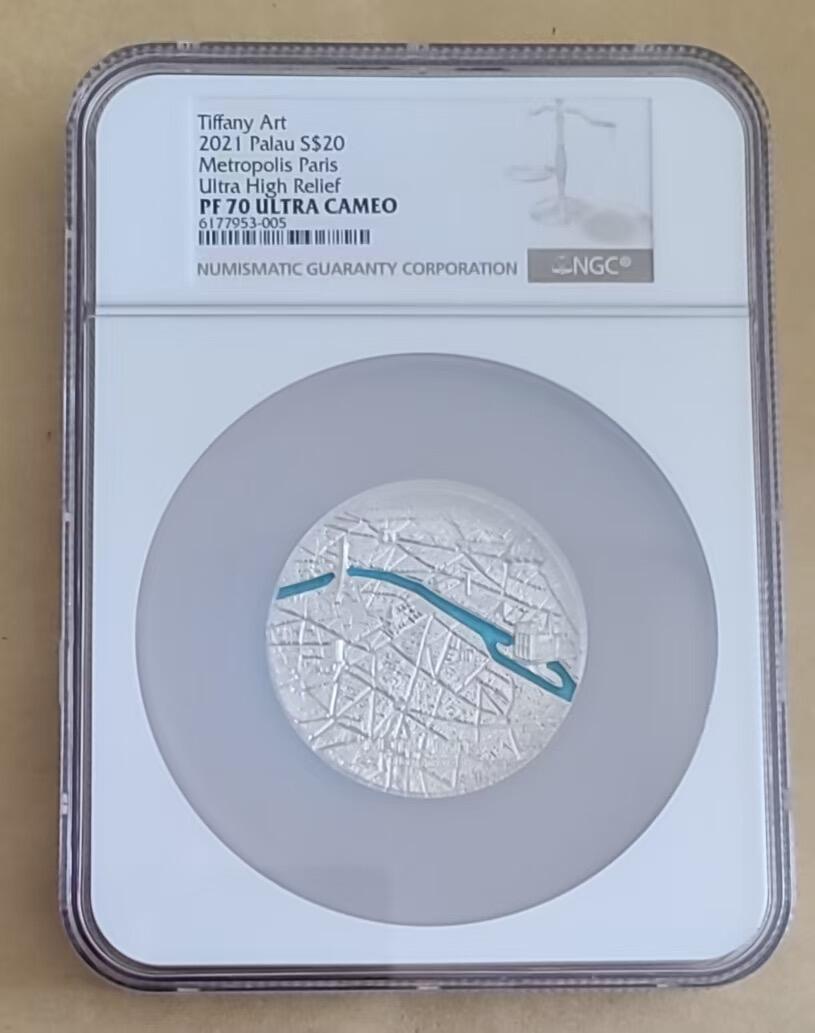 Tiffany Art
2021 Palau S$20
Metropolis Paris
Ultra High Relief
PF 70 ULTRA CAMEO
6177953-005
NUMISMATIC GUARANTY CORPORATION
NGC®